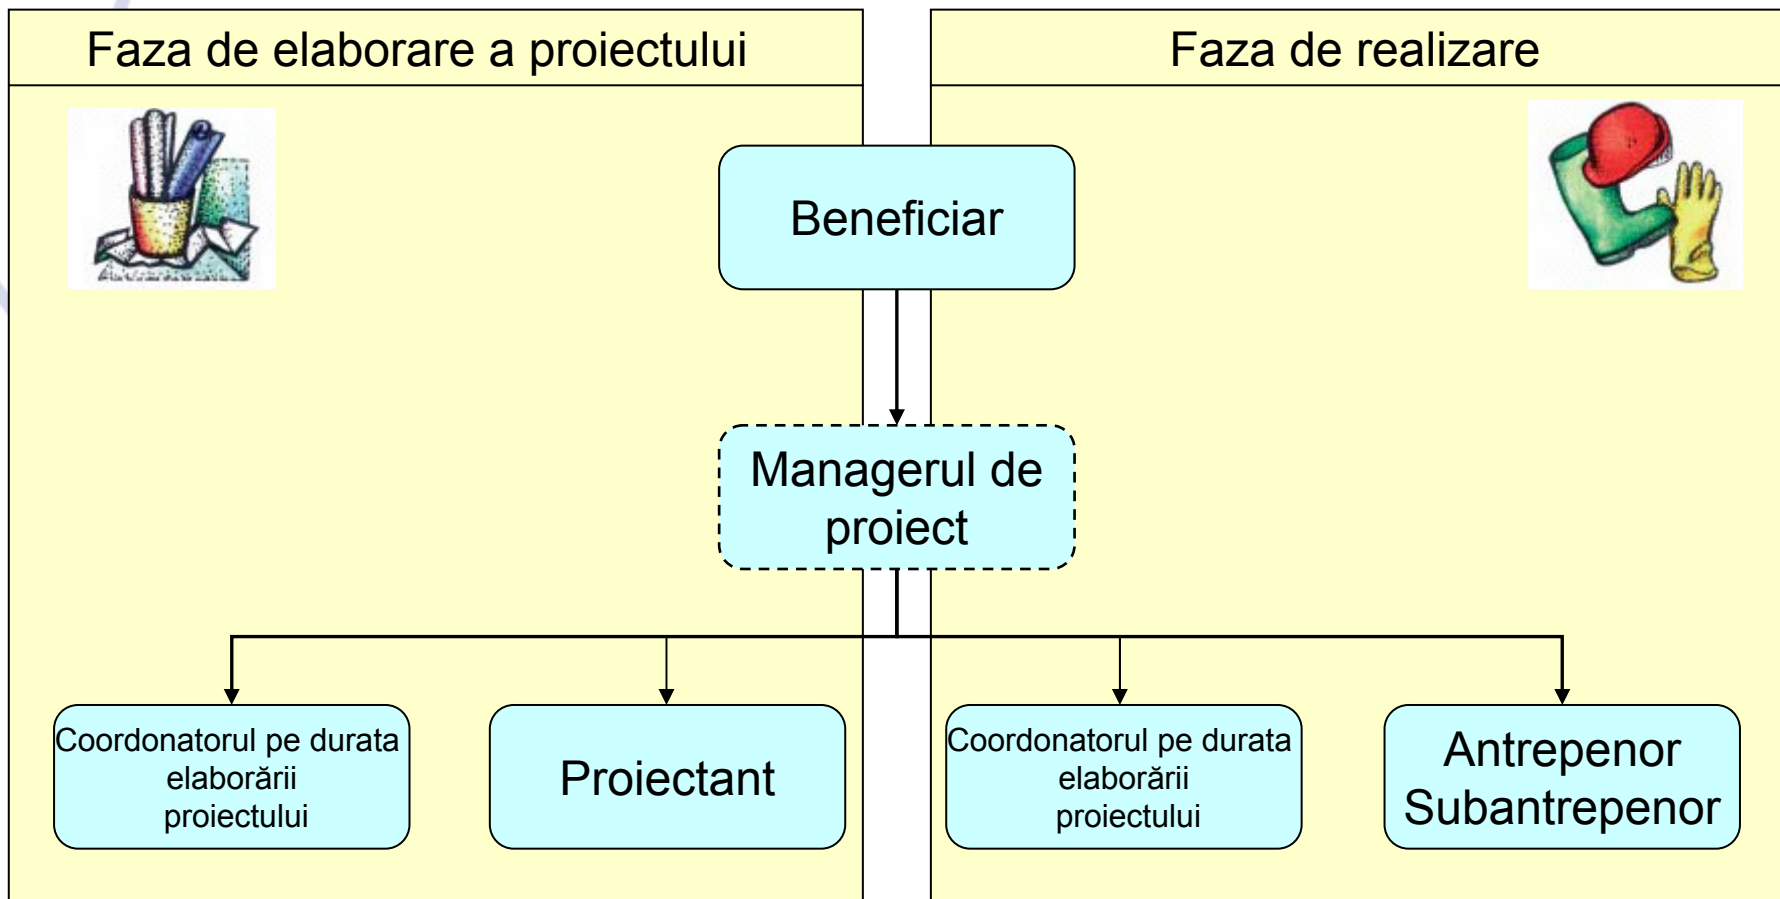 Faza de elaborare a proiectului
Faza de realizare
Beneficiar
Managerul de
proiect
Coordonatorul pe durata
elaborării
proiectului
Proiectant
Coordonatorul pe durata
elaborării
proiectului
Antrepenor
Subantrepenor